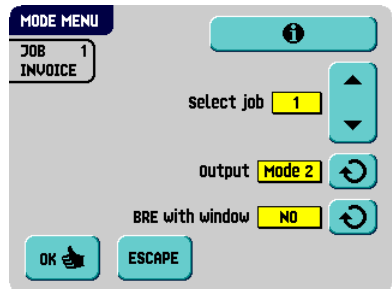 MODE MENU
JOB 1
INVOICE
Select job 1
Output Mode 2
BRE with window NO
OK
ESCAPE